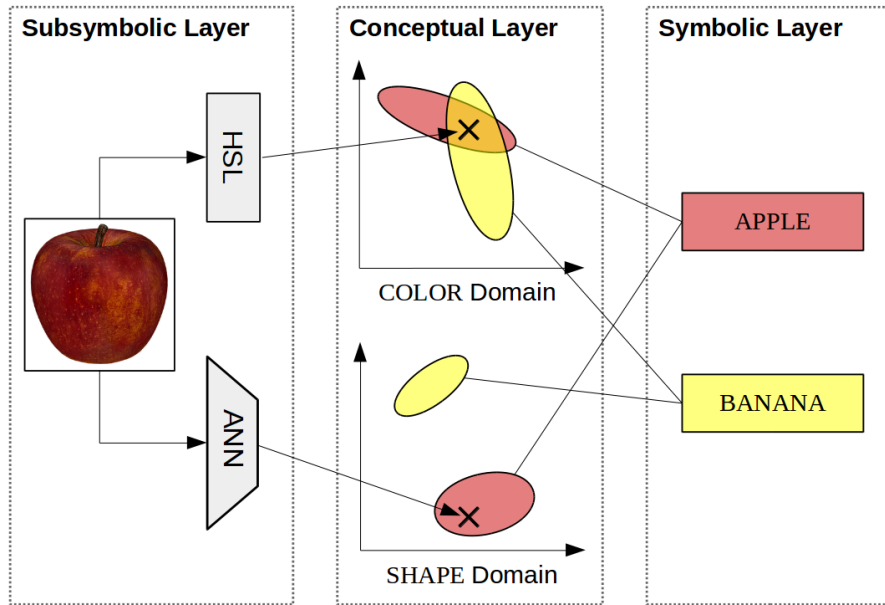 Subsymbolic Layer
Conceptual Layer
Symbolic Layer
HSL
COLOR Domain
APPLE
BANANA
ANN
SHAPE Domain